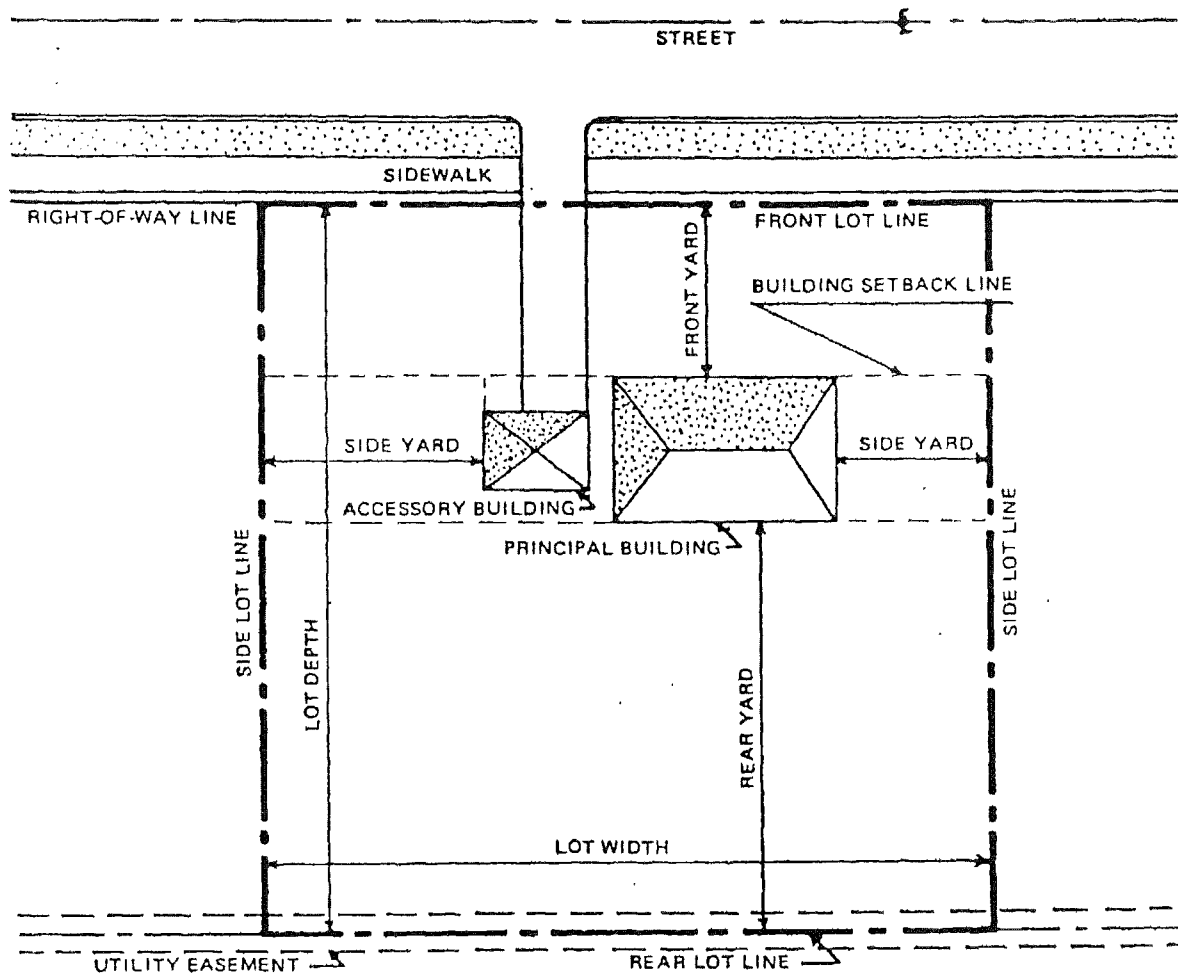 STREET
SIDEWALK
RIGHT-OF-WAY LINE
FRONT LOT LINE
FRONT YARD
BUILDING SETBACK LINE
SIDE YARD
SIDE YARD
ACCESSORY BUILDING
PRINCIPAL BUILDING
SIDE LOT LINE
LOT DEPTH
REAR YARD
SIDE LOT LINE
LOT WIDTH
UTILITY EASEMENT
REAR LOT LINE